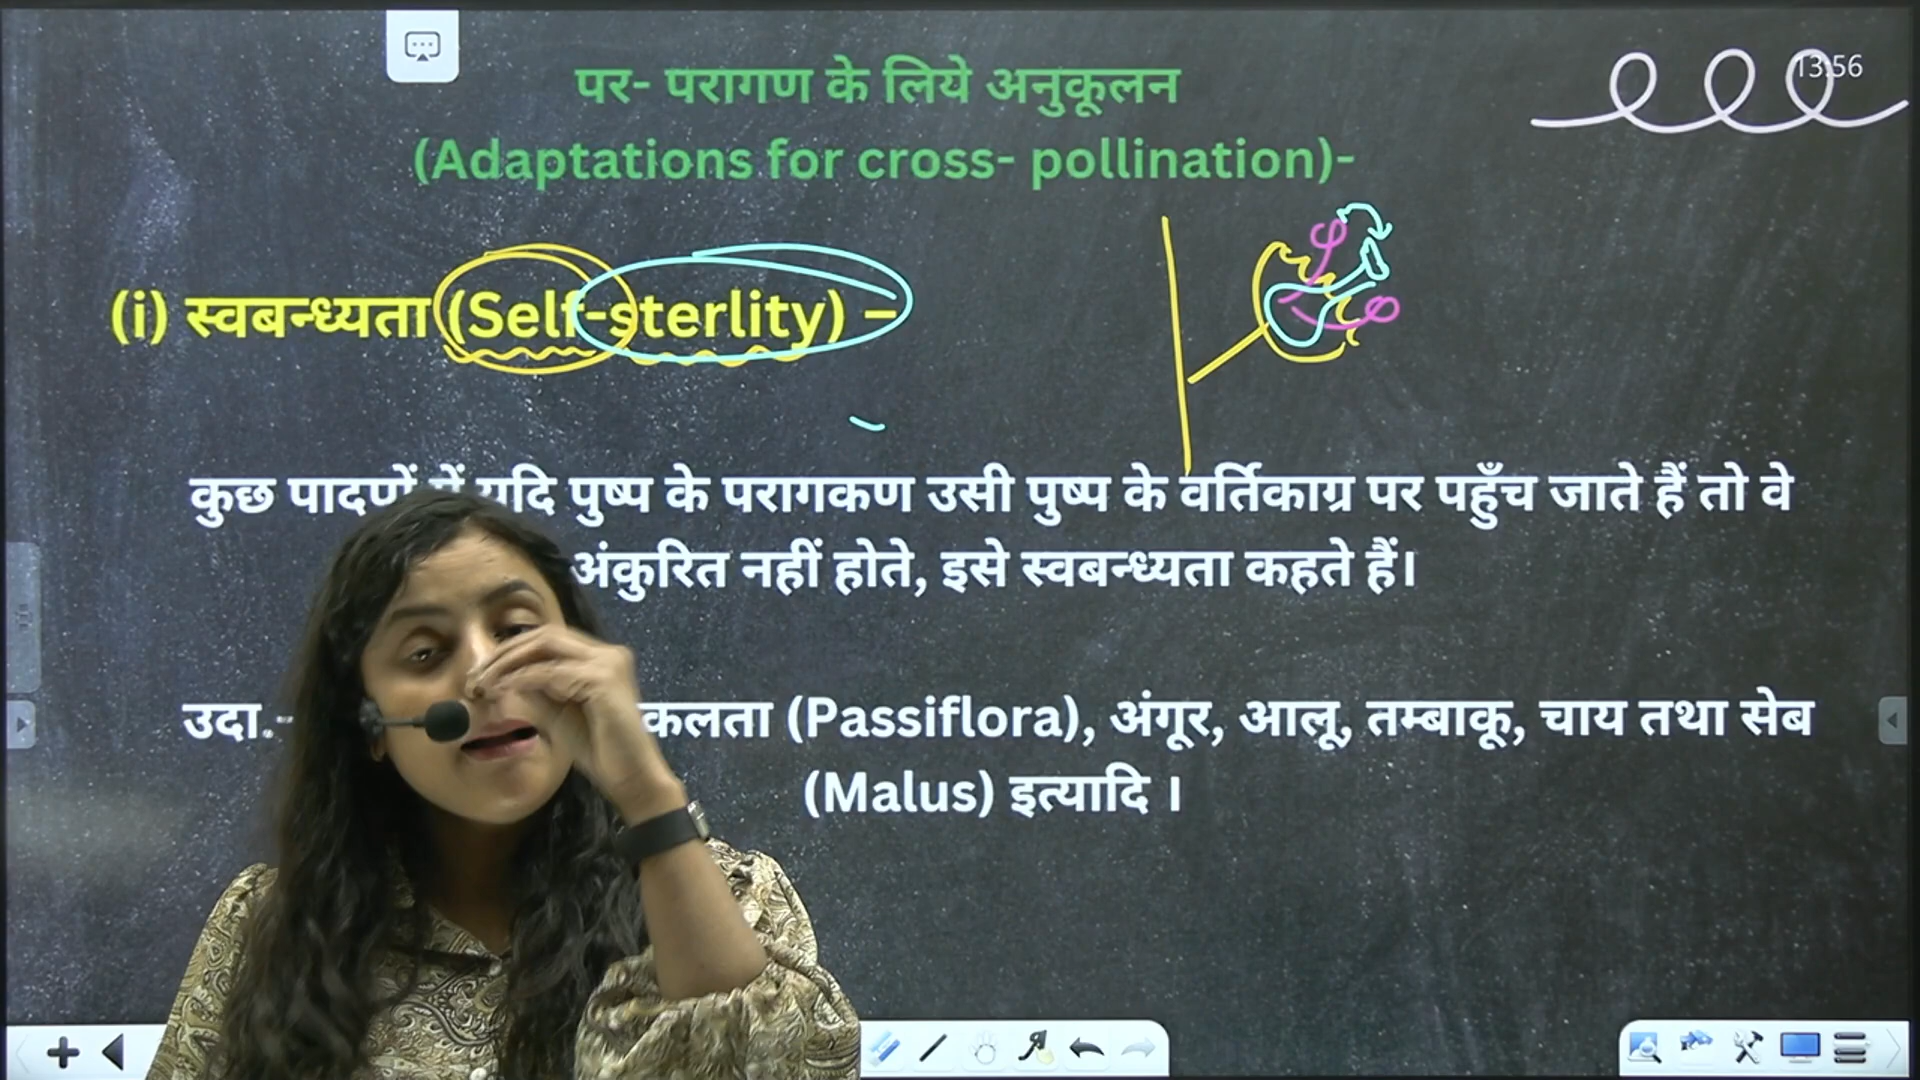 13:56
पर- परागण के लिये अनुकूलन
(Adaptations for cross- pollination)-
(i) स्वबन्ध्यता (Self-sterlity) –
कुछ पादपों में यदि पुष्प के परागकण उसी पुष्प के वर्तिकाग्र पर पहुँच जाते हैं तो वे
अंकुरित नहीं होते, इसे स्वबन्ध्यता कहते हैं।
उदा.- (Passiflora), अंगूर, आलू, तम्बाकू, चाय तथा सेब
(Malus) इत्यादि ।